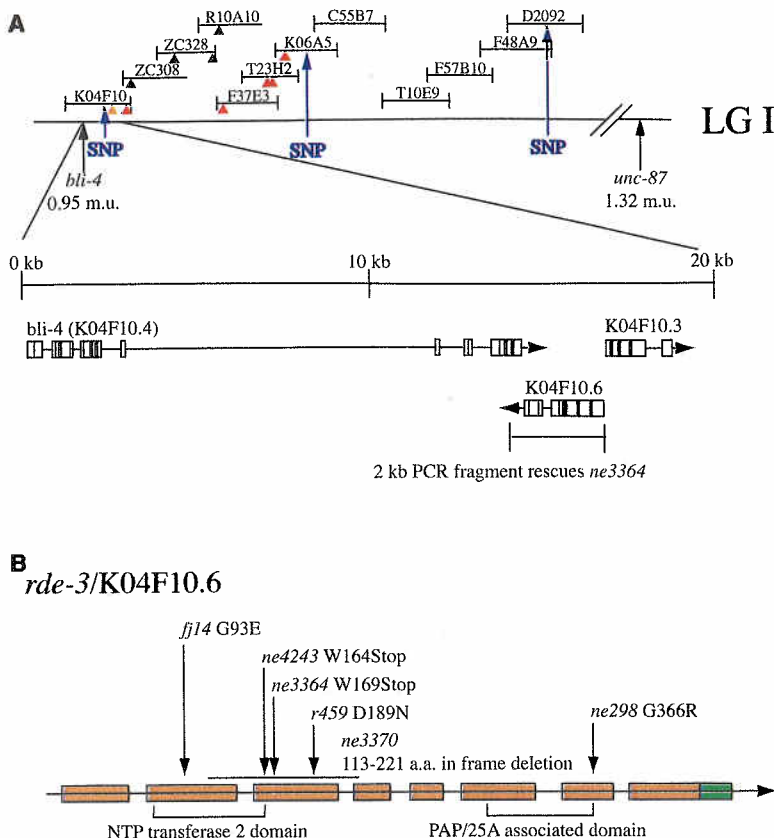 A
R10A10
C55B7
D2092
ZC328
K06A5
F48A9
ZC308
T23H2
F57B10
K04F10
F37E3
T10E9
LG I
SNP
SNP
SNP
bli-4
0.95 m.u.
unc-87
1.32 m.u.
0 kb
10 kb
20 kb
bli-4 (K04F10.4)
K04F10.3
K04F10.6
2 kb PCR fragment rescues ne3364
B
rde-3/K04F10.6
fj14 G93E
ne4243 W164Stop
ne3364 W169Stop
r459 D189N
ne298 G366R
ne3370
113-221 a.a. in frame deletion
NTP transferase 2 domain
PAP/25A associated domain